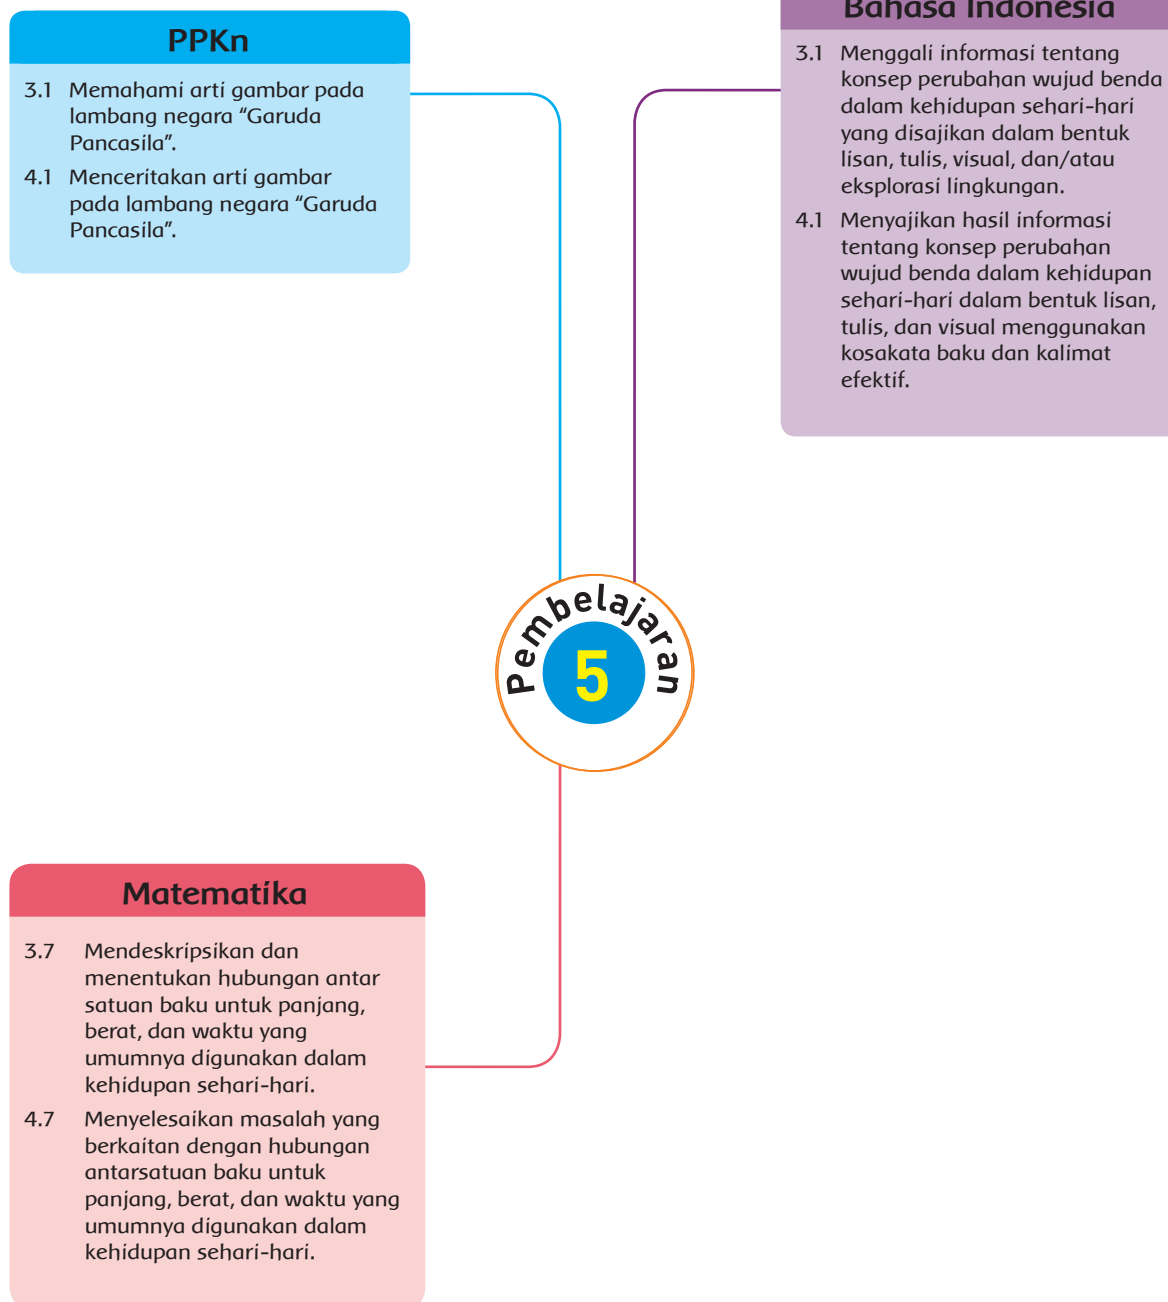 PPKn
3.1 Memahami arti gambar pada
lambang negara “Garuda
Pancasila”.
4.1 Menceritakan arti gambar
pada lambang negara “Garuda
Pancasila”.
Bahasa Indonesia
3.1 Menggali informasi tentang
konsep perubahan wujud benda
dalam kehidupan sehari-hari
yang disajikan dalam bentuk
lisan, tulis, visual, dan/atau
eksplorasi lingkungan.
4.1 Menyajikan hasil informasi
tentang konsep perubahan
wujud benda dalam kehidupan
sehari-hari dalam bentuk lisan,
tulis, dan visual menggunakan
kosakata baku dan kalimat
efektif.
Pembelajaran
5
Matematika
3.7 Mendeskripsikan dan
menentukan hubungan antar
satuan baku untuk panjang,
berat, dan waktu yang
umumnya digunakan dalam
kehidupan sehari-hari.
4.7 Menyelesaikan masalah yang
berkaitan dengan hubungan
antarsatuan baku untuk
panjang, berat, dan waktu yang
umumnya digunakan dalam
kehidupan sehari-hari.